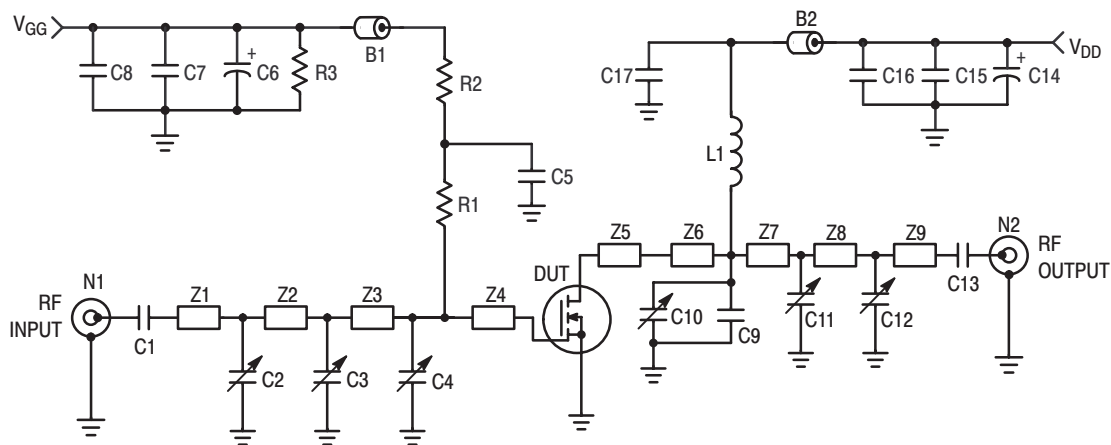 V_GG
C8
C7
+
C6
R3
B1
R2
R1
C5
B2
C17
C16
C15
+
C14
V_DD
L1
N1
RF
INPUT
C1
Z1
Z2
Z3
Z4
C2
C3
C4
DUT
Z5
Z6
Z7
Z8
Z9
C10
C9
C11
C12
C13
N2
RF
OUTPUT